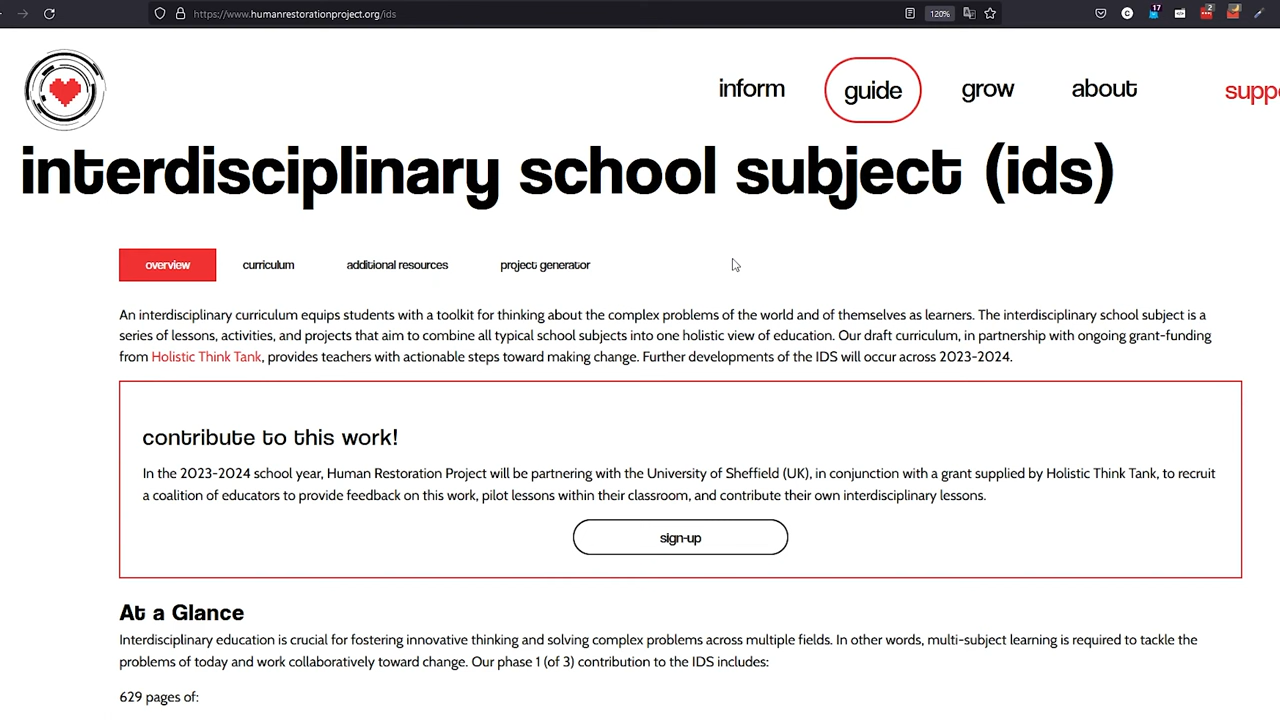 https://www.humanrestorationproject.org/ids
120%
17
2
inform
guide
grow
about
suppo
interdisciplinary school subject (ids)
overview
curriculum
additional resources
project generator
An interdisciplinary curriculum equips students with a toolkit for thinking about the complex problems of the world and of themselves as learners. The interdisciplinary school subject is a
series of lessons, activities, and projects that aim to combine all typical school subjects into one holistic view of education. Our draft curriculum, in partnership with ongoing grant-funding
from Holistic Think Tank, provides teachers with actionable steps toward making change. Further developments of the IDS will occur across 2023-2024.
contribute to this work!
In the 2023-2024 school year, Human Restoration Project will be partnering with the University of Sheffield (UK), in conjunction with a grant supplied by Holistic Think Tank, to recruit
a coalition of educators to provide feedback on this work, pilot lessons within their classroom, and contribute their own interdisciplinary lessons.
sign-up
At a Glance
Interdisciplinary education is crucial for fostering innovative thinking and solving complex problems across multiple fields. In other words, multi-subject learning is required to tackle the
problems of today and work collaboratively toward change. Our phase 1 (of 3) contribution to the IDS includes:
629 pages of: